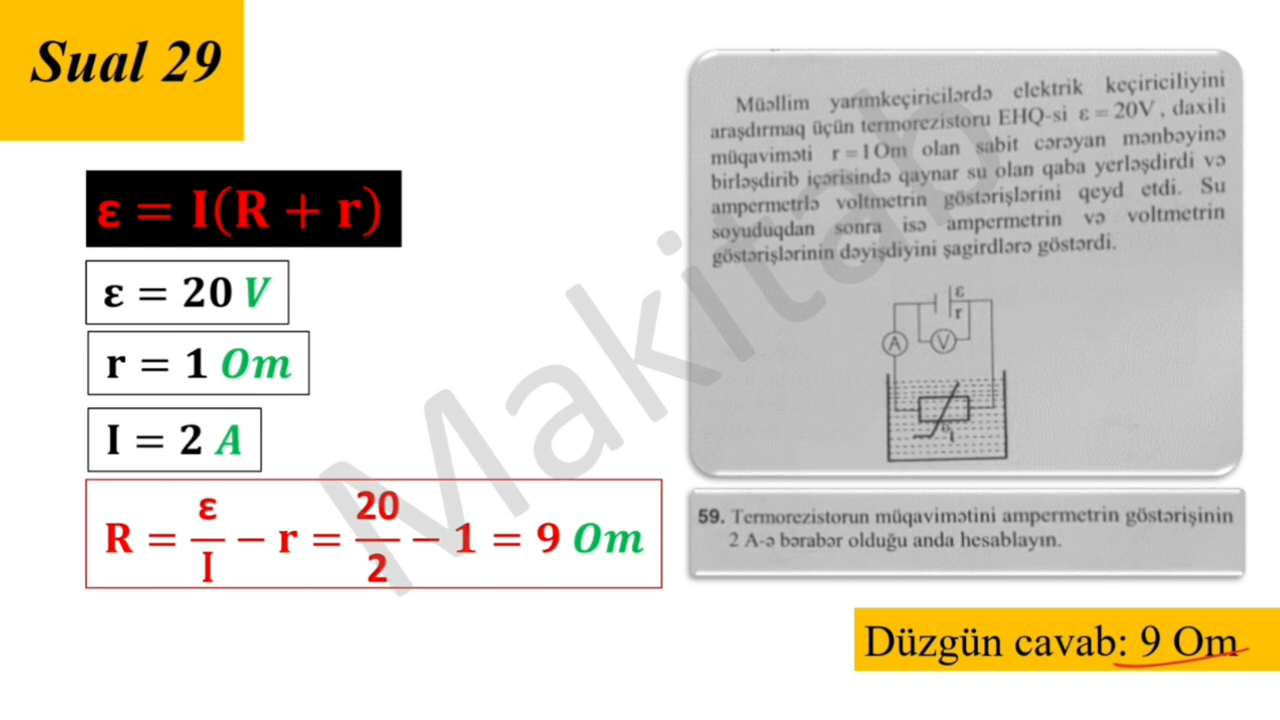 Sual 29
ε = I(R + r)
ε = 20 V
r = 1 Om
I = 2 A
R = ε/I − r = 20/2 − 1 = 9 Om
Müəllim yarımkeçiricilərdə elektrik keçiriciliyini
araşdırmaq üçün termorezistoru EHQ-si ε = 20V , daxili
müqaviməti r = 1 Om olan sabit cərəyan mənbəyinə
birləşdirib içərisində qaynar su olan qaba yerləşdirdi və
ampermetrlə voltmetrin göstərişlərini qeyd etdi. Su
soyuduqdan sonra isə ampermetrin və voltmetrin
göstərişlərinin dəyişdiyini şagirdlərə göstərdi.
ε
r
A V
59. Termorezistorun müqavimətini ampermetrin göstərişinin
2 A-ə bərabər olduğu anda hesablayın.
Düzgün cavab: 9 Om
Makitab